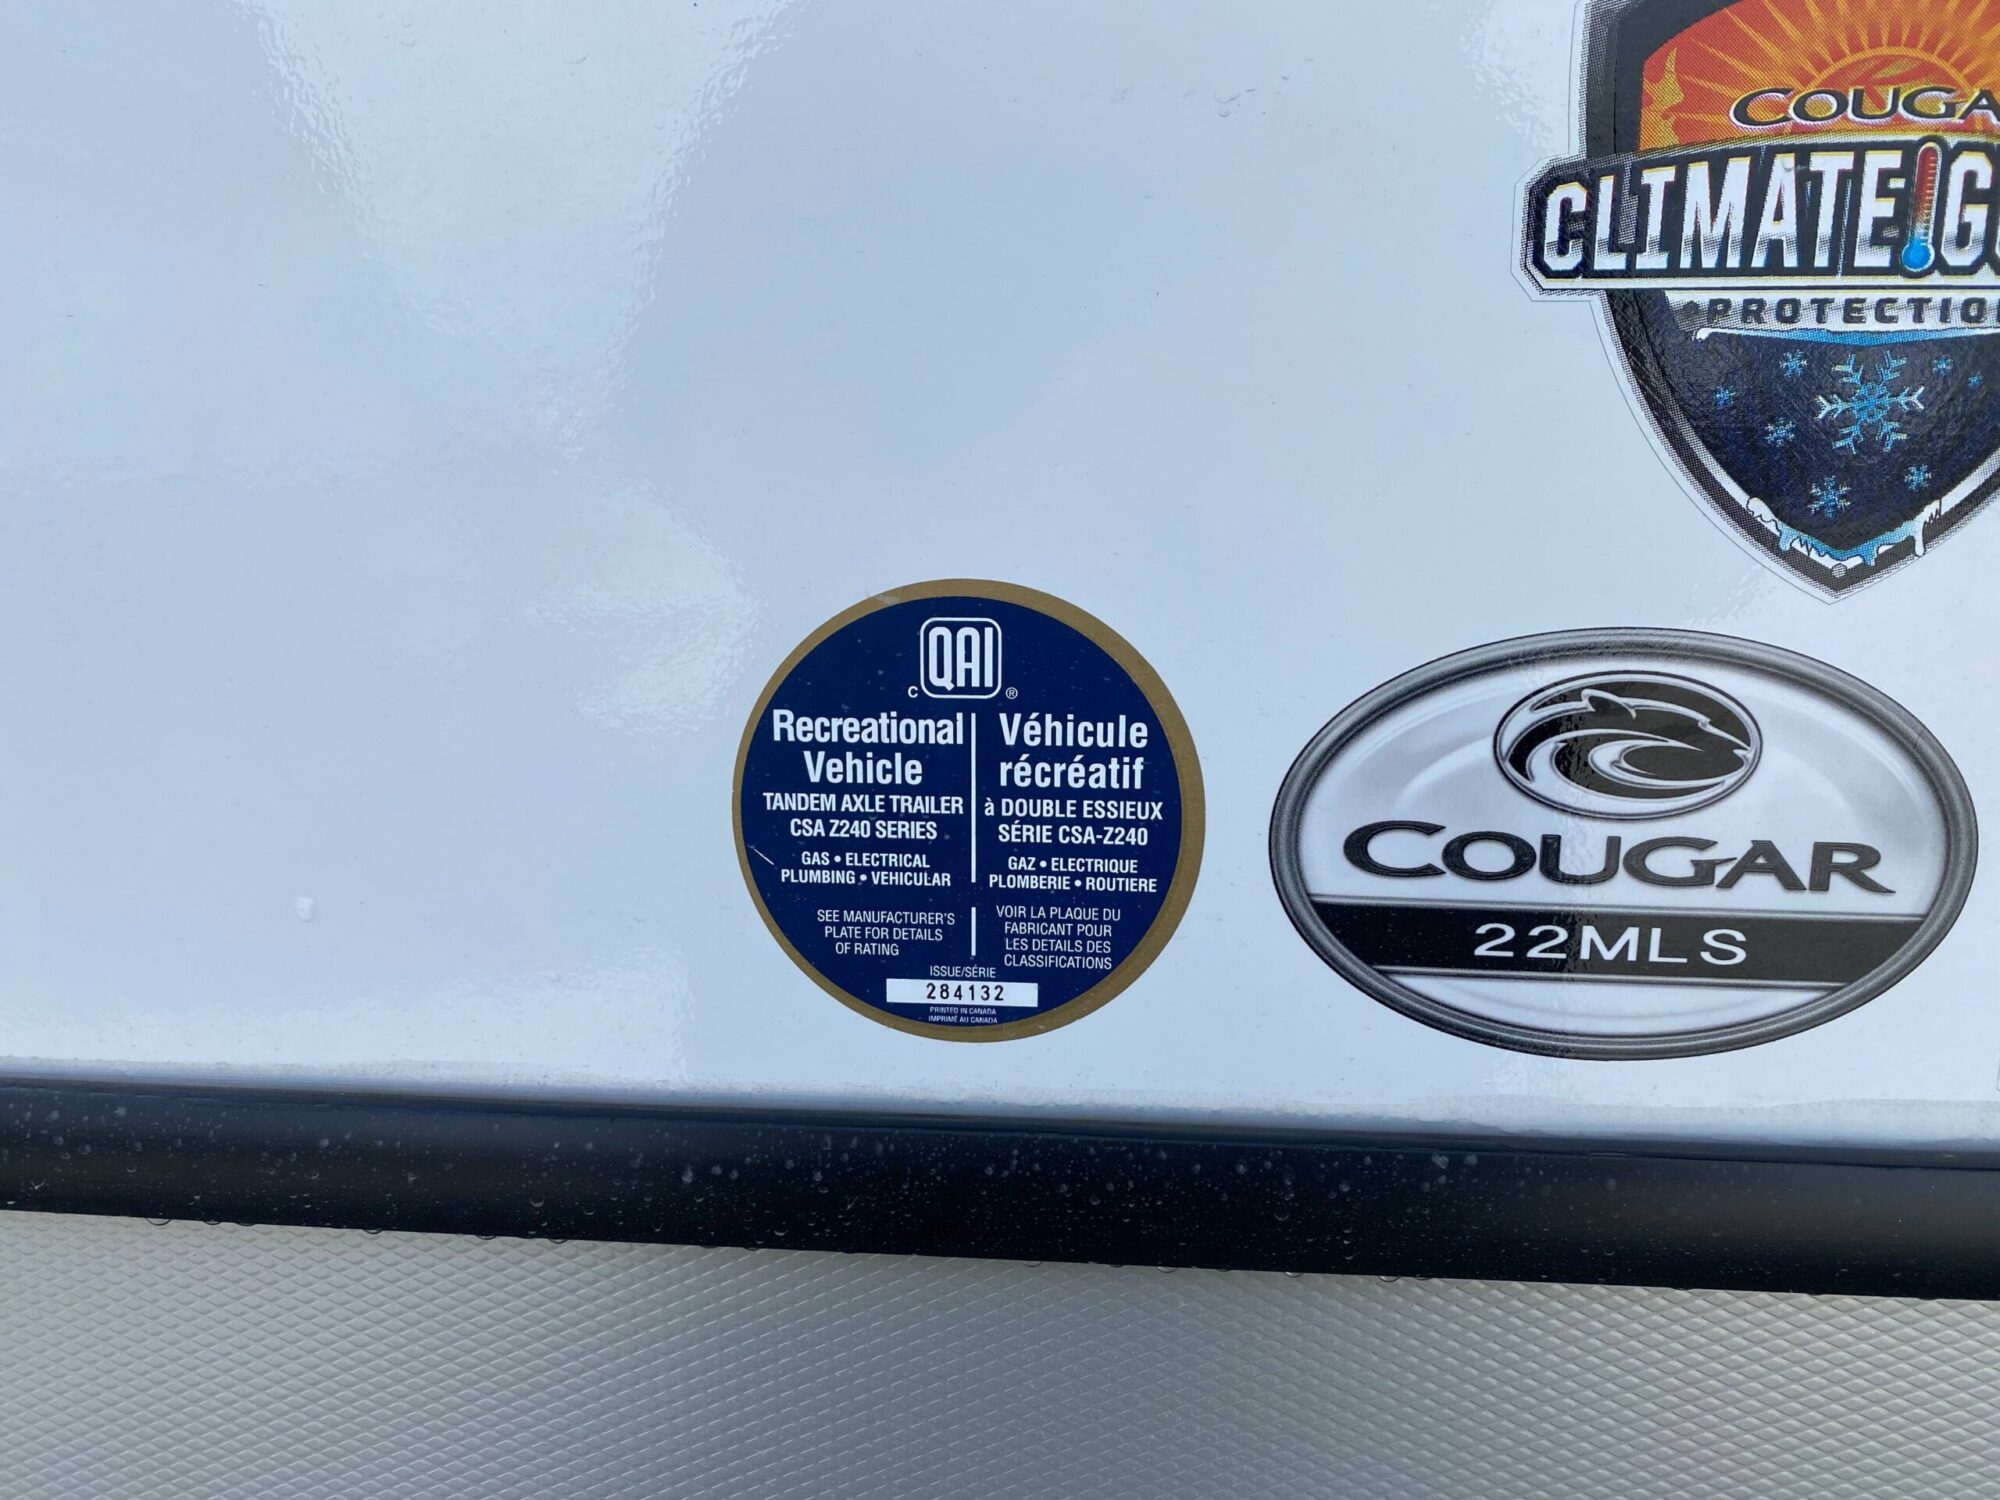 COUGA
CLIMATE G
PROTECTIO
QAI
C ®
Recreational
Vehicle
TANDEM AXLE TRAILER
CSA Z240 SERIES
GAS • ELECTRICAL
PLUMBING • VEHICULAR
SEE MANUFACTURER'S
PLATE FOR DETAILS
OF RATING
Véhicule
récréatif
à DOUBLE ESSIEUX
SÉRIE CSA-Z240
GAZ • ELECTRIQUE
PLOMBERIE • ROUTIERE
VOIR LA PLAQUE DU
FABRICANT POUR
LES DETAILS DES
CLASSIFICATIONS
ISSUE/SÉRIE
284132
PRINTED IN CANADA
IMPRIMÉ AU CANADA
COUGAR
22MLS